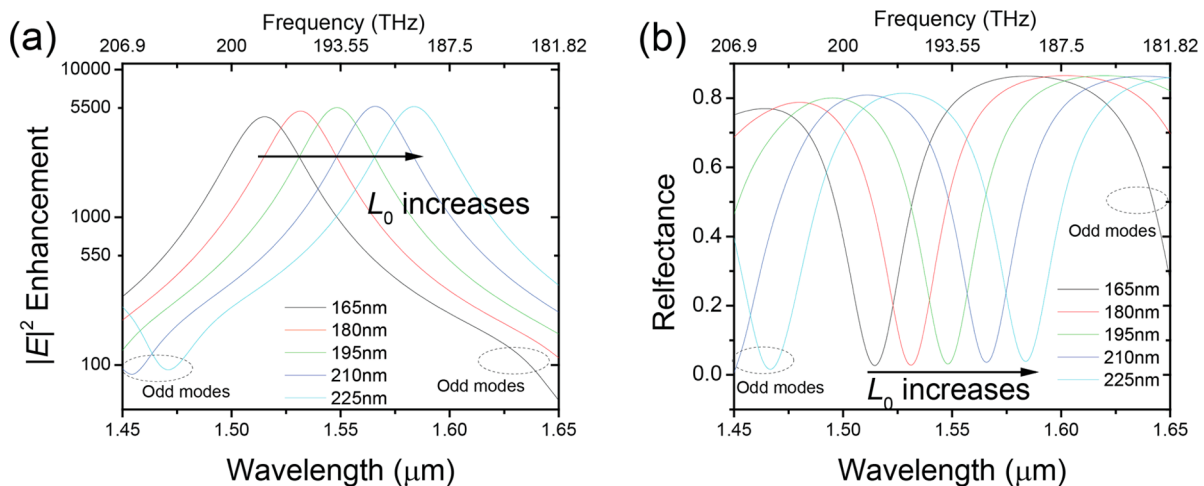 (a)
Frequency (THz)
206.9 200 193.55 187.5 181.82
|E|² Enhancement
10000
5500
1000
550
100
L₀ increases
165nm
180nm
195nm
210nm
225nm
Odd modes
Odd modes
1.45 1.50 1.55 1.60 1.65
Wavelength (μm)
(b)
Frequency (THz)
206.9 200 193.55 187.5 181.82
Relfectance
0.8
0.6
0.4
0.2
0.0
Odd modes
165nm
180nm
195nm
210nm
225nm
Odd modes
L₀ increases
1.45 1.50 1.55 1.60 1.65
Wavelength (μm)